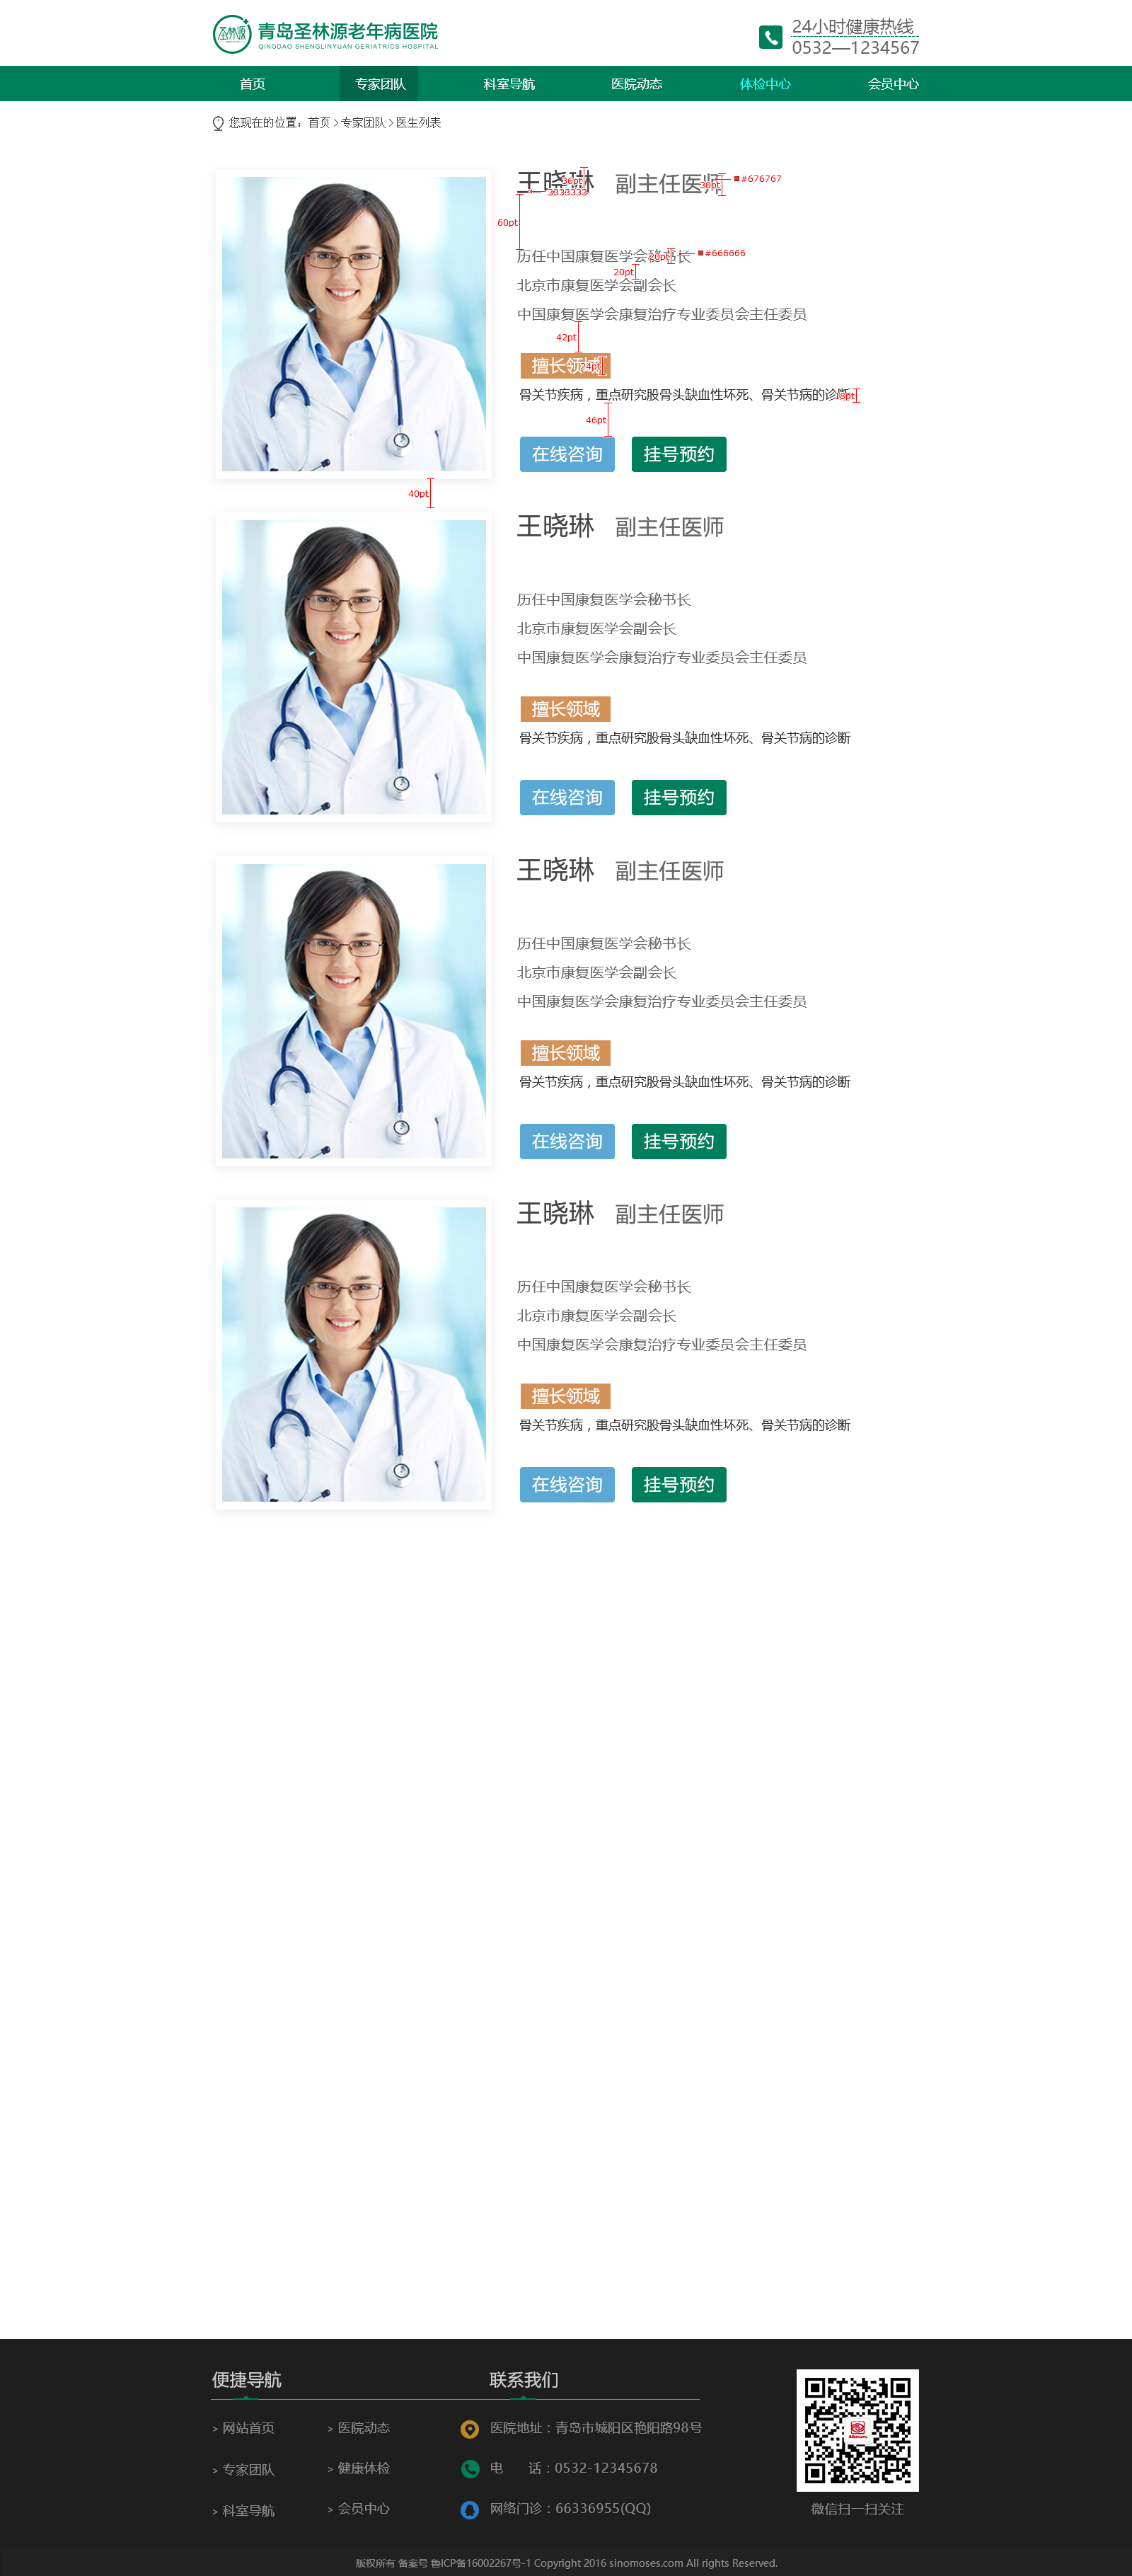 圣林源
青岛圣林源老年病医院
QINGDAO SHENGLINYUAN GERIATRICS HOSPITAL
24小时健康热线
0532—1234567
首页 专家团队 科室导航 医院动态 体检中心 会员中心
您现在的位置：首页>专家团队>医生列表
王晓琳 副主任医师
36pt
30pt
#676767
333333
60pt
历任中国康复医学会秘书长
20pt
#666666
20pt
北京市康复医学会副会长
中国康复医学会康复治疗专业委员会主任委员
42pt
擅长领域
24pt
骨关节疾病，重点研究股骨头缺血性坏死、骨关节病的诊断
18pt
46pt
在线咨询 挂号预约
40pt
王晓琳 副主任医师
历任中国康复医学会秘书长
北京市康复医学会副会长
中国康复医学会康复治疗专业委员会主任委员
擅长领域
骨关节疾病，重点研究股骨头缺血性坏死、骨关节病的诊断
在线咨询 挂号预约
王晓琳 副主任医师
历任中国康复医学会秘书长
北京市康复医学会副会长
中国康复医学会康复治疗专业委员会主任委员
擅长领域
骨关节疾病，重点研究股骨头缺血性坏死、骨关节病的诊断
在线咨询 挂号预约
王晓琳 副主任医师
历任中国康复医学会秘书长
北京市康复医学会副会长
中国康复医学会康复治疗专业委员会主任委员
擅长领域
骨关节疾病，重点研究股骨头缺血性坏死、骨关节病的诊断
在线咨询 挂号预约
便捷导航
> 网站首页 > 医院动态
> 专家团队 > 健康体检
> 科室导航 > 会员中心
联系我们
医院地址：青岛市城阳区艳阳路98号
电 话：0532-12345678
网络门诊：66336955(QQ)
Moses
微信扫一扫关注
版权所有 备案号 鲁ICP备16002267号-1 Copyright 2016 sinomoses.com All rights Reserved.